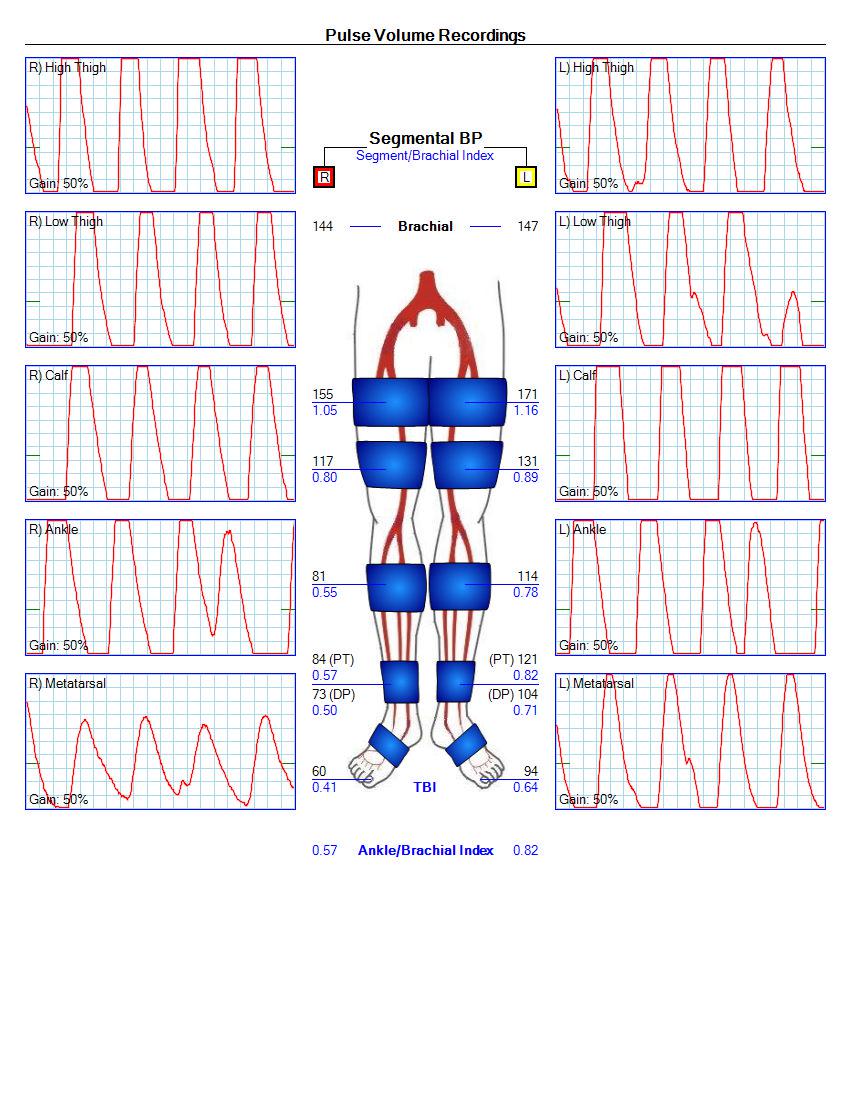 Pulse Volume Recordings
R) High Thigh
Gain: 50%
L) High Thigh
Gain: 50%
Segmental BP
Segment/Brachial Index
R
L
144 Brachial 147
R) Low Thigh
Gain: 50%
L) Low Thigh
Gain: 50%
R) Calf
Gain: 50%
L) Calf
Gain: 50%
155 171
1.05 1.16
117 131
0.80 0.89
R) Ankle
Gain: 50%
L) Ankle
Gain: 50%
81 114
0.55 0.78
84 (PT) (PT) 121
0.57 0.82
73 (DP) (DP) 104
0.50 0.71
R) Metatarsal
Gain: 50%
L) Metatarsal
Gain: 50%
60 94
0.41 TBI 0.64
0.57 Ankle/Brachial Index 0.82